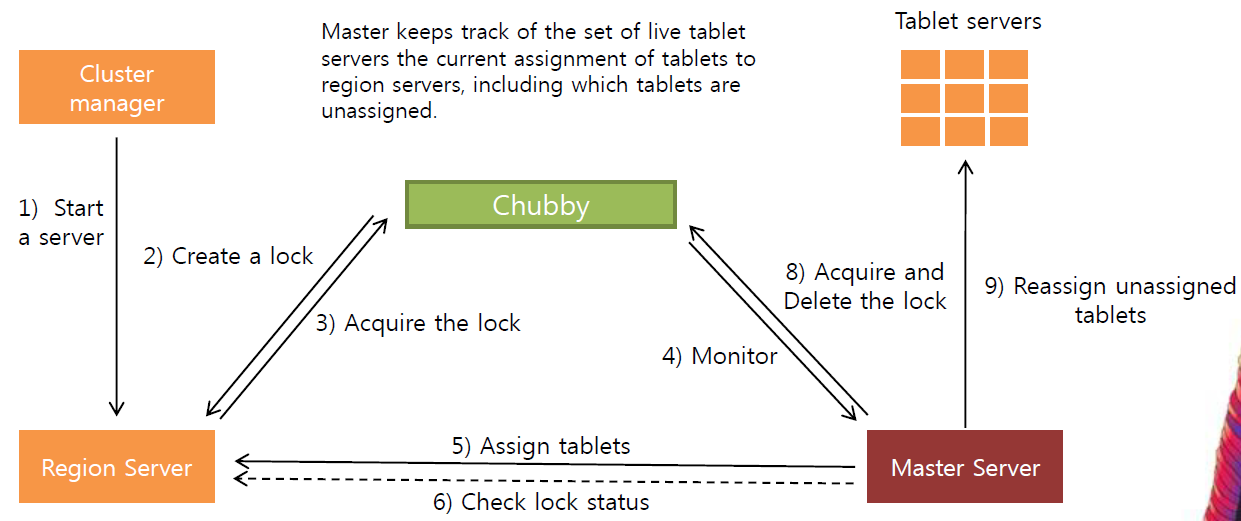 Master keeps track of the set of live tablet
servers the current assignment of tablets to
region servers, including which tablets are
unassigned.
Tablet servers
Cluster
manager
Chubby
1) Start
a server
2) Create a lock
3) Acquire the lock
8) Acquire and
Delete the lock
9) Reassign unassigned
tablets
4) Monitor
5) Assign tablets
Region Server
Master Server
6) Check lock status